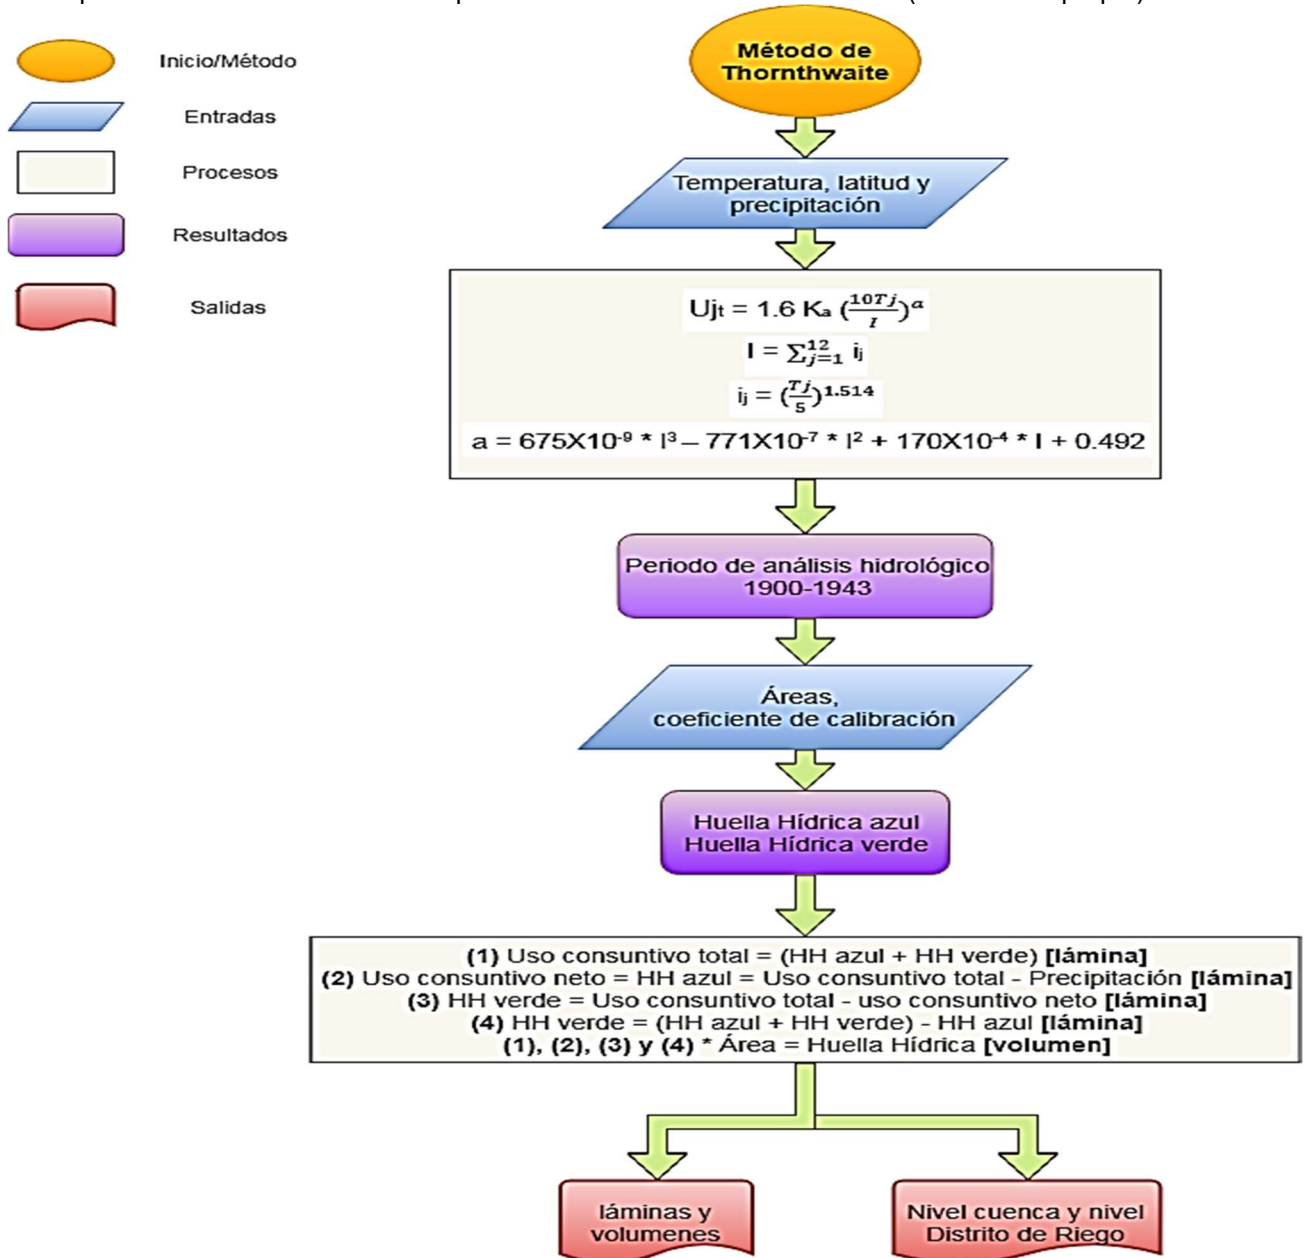 Inicio/Método
Entradas
Procesos
Resultados
Salidas
Método de
Thornthwaite
Temperatura, latitud y
precipitación
Ujt = 1.6 Ka (10Tj/I)^a
I = ∑_{j=1}^{12} ij
ij = (Tj/5)^1.514
a = 675X10⁻⁹ * I³ – 771X10⁻⁷ * I² + 170X10⁻⁴ * I + 0.492
Periodo de análisis hidrológico
1900-1943
Áreas,
coeficiente de calibración
Huella Hídrica azul
Huella Hídrica verde
(1) Uso consuntivo total = (HH azul + HH verde) [lámina]
(2) Uso consuntivo neto = HH azul = Uso consuntivo total - Precipitación [lámina]
(3) HH verde = Uso consuntivo total - uso consuntivo neto [lámina]
(4) HH verde = (HH azul + HH verde) - HH azul [lámina]
(1), (2), (3) y (4) * Área = Huella Hídrica [volumen]
láminas y
volumenes
Nivel cuenca y nivel
Distrito de Riego